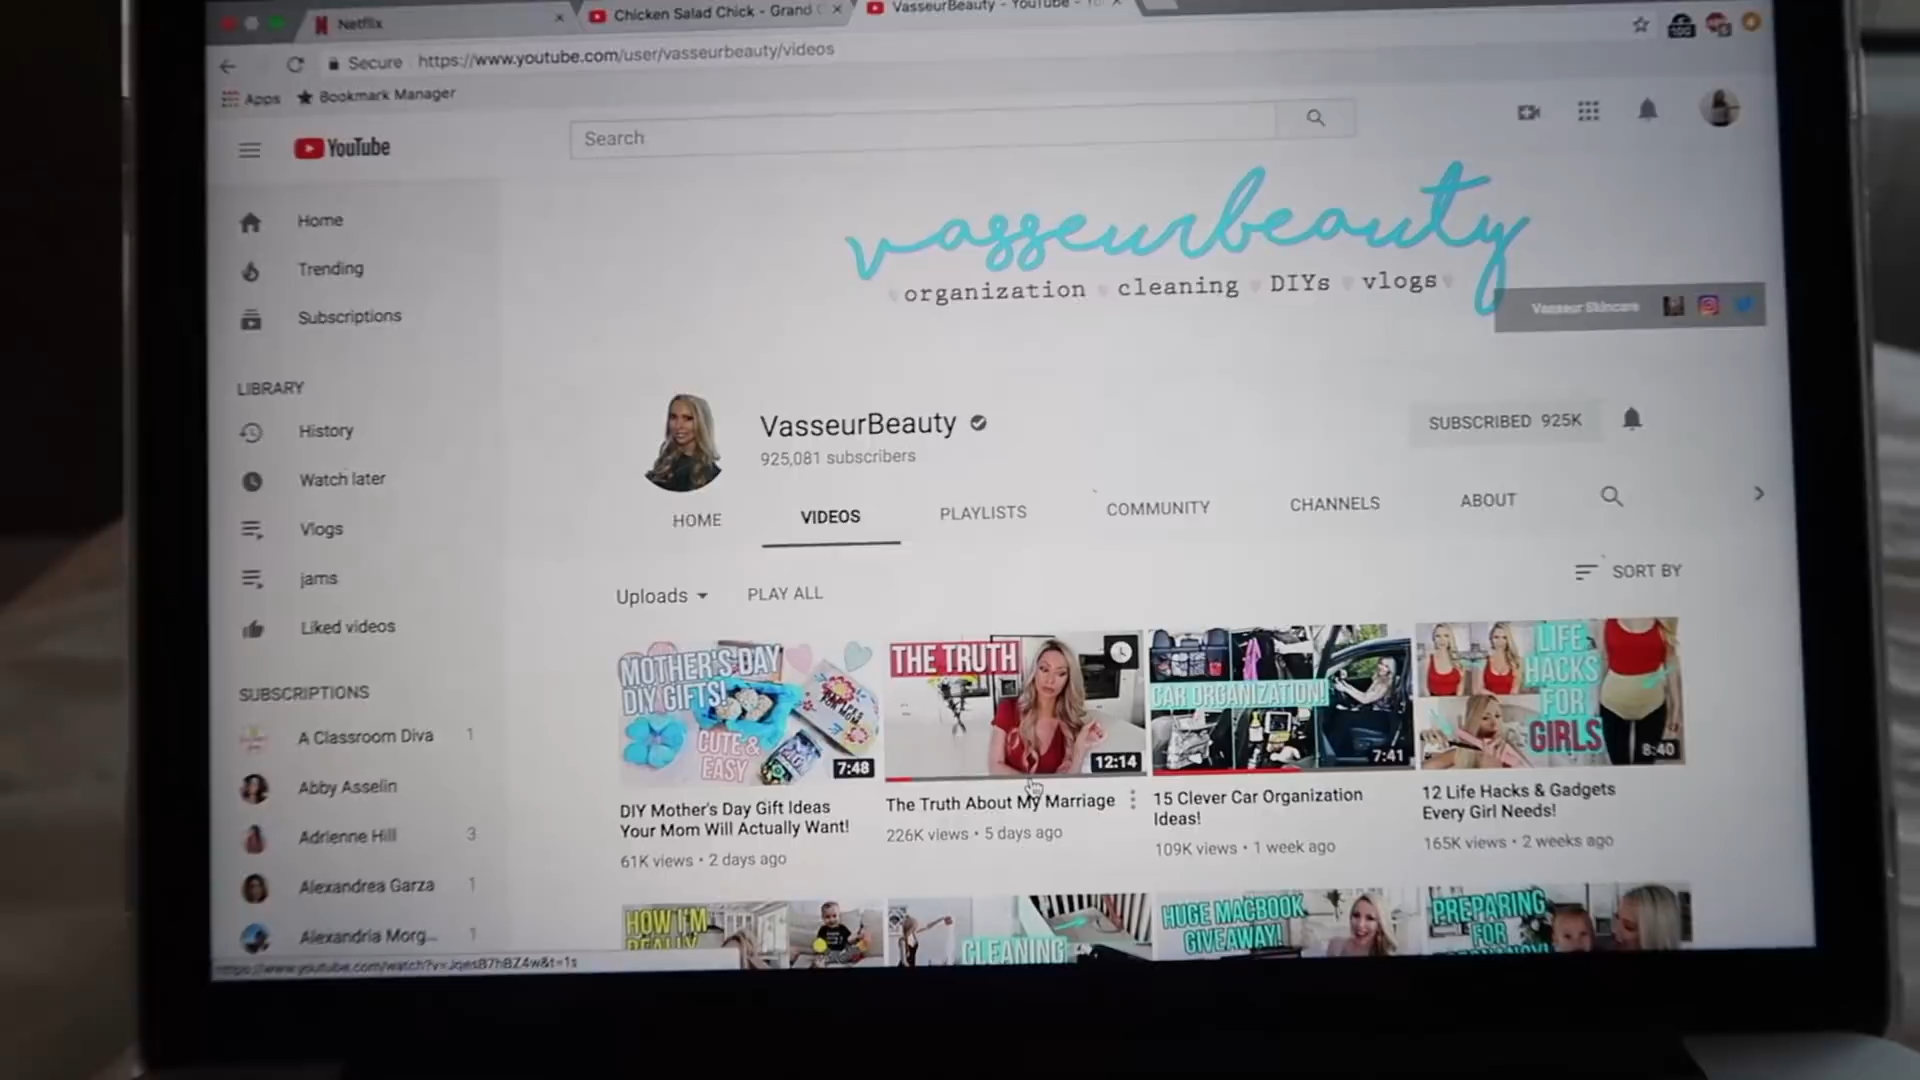 Netflix
Chicken Salad Chick - Grand
VasseurBeauty - YouTube
Secure https://www.youtube.com/user/vasseurbeauty/videos
Apps
Bookmark Manager
YouTube
Search
Home
Trending
Subscriptions
LIBRARY
History
Watch later
Vlogs
jams
Liked videos
SUBSCRIPTIONS
A Classroom Diva 1
Abby Asselin
Adrienne Hill 3
Alexandrea Garza 1
Alexandria Morg... 1
vasseurbeauty
organization cleaning DIYs vlogs
Vasseur Skincare
VasseurBeauty
925,081 subscribers
SUBSCRIBED 925K
HOME
VIDEOS
PLAYLISTS
COMMUNITY
CHANNELS
ABOUT
Uploads
PLAY ALL
SORT BY
MOTHER'S DAY
DIY GIFTS!
CUTE &
EASY
7:48
DIY Mother's Day Gift Ideas
Your Mom Will Actually Want!
61K views • 2 days ago
THE TRUTH
12:14
The Truth About My Marriage
226K views • 5 days ago
CAR ORGANIZATION!
7:41
15 Clever Car Organization
Ideas!
109K views • 1 week ago
LIFE
HACKS
FOR
GIRLS
8:40
12 Life Hacks & Gadgets
Every Girl Needs!
165K views • 2 weeks ago
HOW I'M
REALLY
CLEANING
HUGE MACBOOK
GIVEAWAY!
PREPARING
FOR